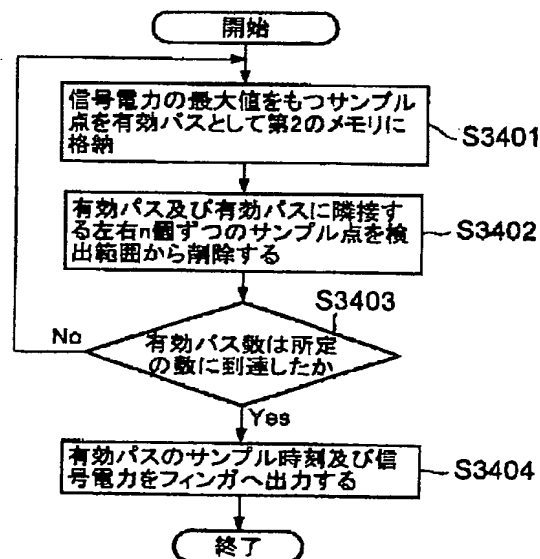 開始
信号電力の最大値をもつサンプル
点を有効パスとして第2のメモリに
格納
S3401
有効パス及び有効パスに隣接す
る左右n個ずつのサンプル点を検
出範囲から削除する
S3402
S3403
No
有効パス数は所定
の数に到達したか
Yes
有効パスのサンプル時刻及び信
号電力をフィンガへ出力する
S3404
終了